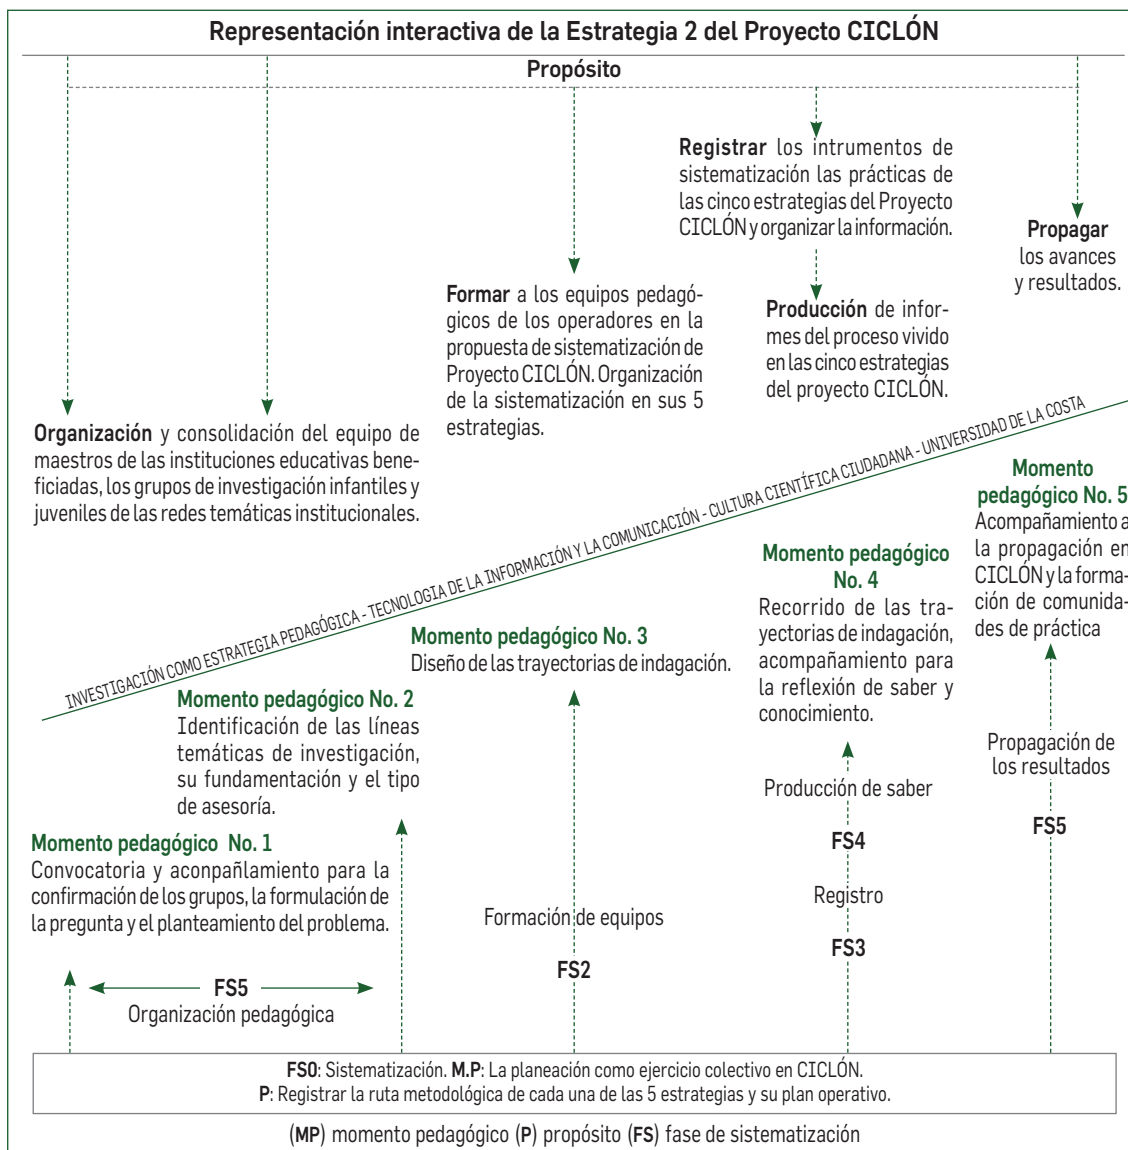 Representación interactiva de la Estrategia 2 del Proyecto CICLÓN
Propósito
Registrar los intrumentos de
sistematización las prácticas de
las cinco estrategias del Proyecto
CICLÓN y organizar la información.
Propagar
los avances
y resultados.
Formar a los equipos pedagó-
gicos de los operadores en la
propuesta de sistematización de
Proyecto CICLÓN. Organización
de la sistematización en sus 5
estrategias.
Producción de infor-
mes del proceso vivido
en las cinco estrategias
del proyecto CICLÓN.
Organización y consolidación del equipo de
maestros de las instituciones educativas bene-
ficiadas, los grupos de investigación infantiles y
juveniles de las redes temáticas institucionales.
INVESTIGACIÓN COMO ESTRATEGIA PEDAGÓGICA - TECNOLOGIA DE LA INFORMACIÓN Y LA COMUNICACIÓN - CULTURA CIENTÍFICA CIUDADANA - UNIVERSIDAD DE LA COSTA
Momento
pedagógico No. 5
Acompañamiento a
la propagación en
CICLÓN y la forma-
ción de comunida-
des de práctica
Momento pedagógico
No. 4
Recorrido de las tra-
yectorias de indagación,
acompañamiento para
la reflexión de saber y
conocimiento.
Momento pedagógico No. 3
Diseño de las trayectorias de indagación.
Momento pedagógico No. 2
Identificación de las líneas
temáticas de investigación,
su fundamentación y el tipo
de asesoría.
Momento pedagógico No. 1
Convocatoria y aconpañlamiento para la
confirmación de los grupos, la formulación de
la pregunta y el planteamiento del problema.
Propagación de
los resultados
FS5
Producción de saber
FS4
Registro
FS3
Formación de equipos
FS2
FS5
Organización pedagógica
FS0: Sistematización. M.P: La planeación como ejercicio colectivo en CICLÓN.
P: Registrar la ruta metodológica de cada una de las 5 estrategias y su plan operativo.
(MP) momento pedagógico (P) propósito (FS) fase de sistematización